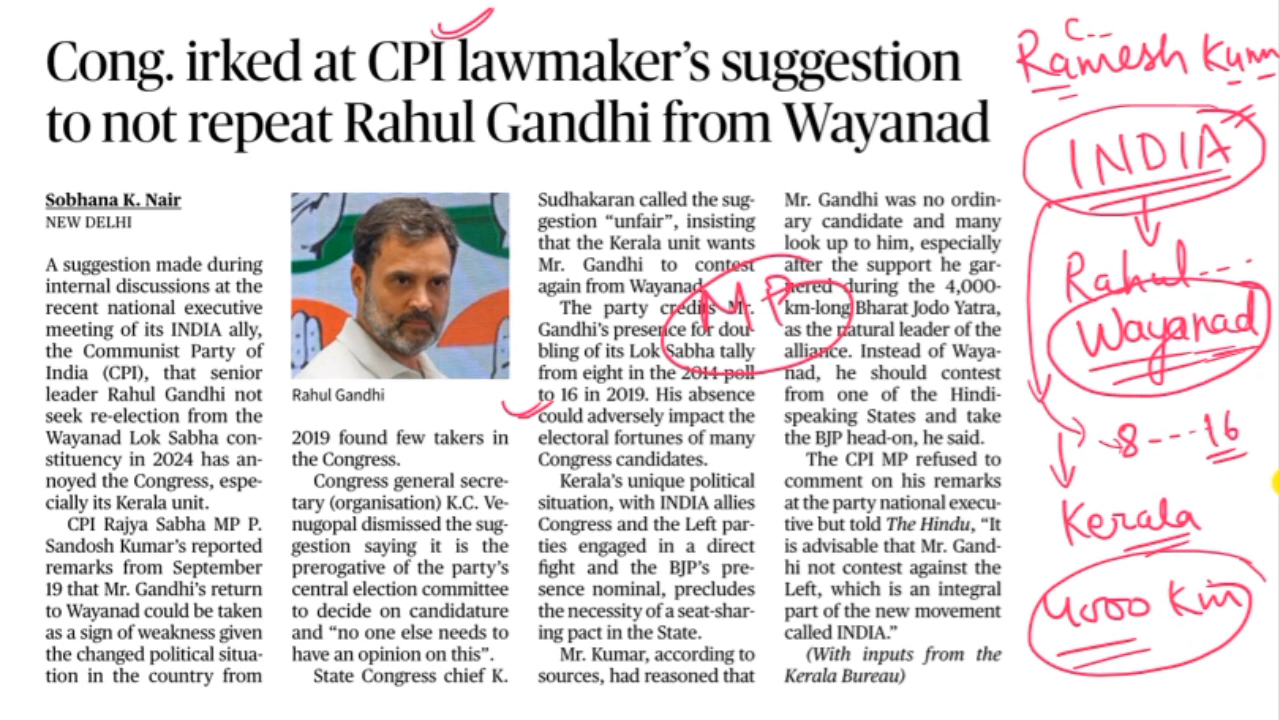 Cong. irked at CPI lawmaker’s suggestion
to not repeat Rahul Gandhi from Wayanad
Sobhana K. Nair
NEW DELHI
A suggestion made during
internal discussions at the
recent national executive
meeting of its INDIA ally,
the Communist Party of
India (CPI), that senior
leader Rahul Gandhi not
seek re-election from the
Wayanad Lok Sabha con-
stituency in 2024 has an-
noyed the Congress, espe-
cially its Kerala unit.
CPI Rajya Sabha MP P.
Sandosh Kumar’s reported
remarks from September
19 that Mr. Gandhi’s return
to Wayanad could be taken
as a sign of weakness given
the changed political situa-
tion in the country from
Rahul Gandhi
2019 found few takers in
the Congress.
Congress general secre-
tary (organisation) K.C. Ve-
nugopal dismissed the sug-
gestion saying it is the
prerogative of the party’s
central election committee
to decide on candidature
and “no one else needs to
have an opinion on this”.
State Congress chief K.
Sudhakaran called the sug-
gestion “unfair”, insisting
that the Kerala unit wants
Mr. Gandhi to contest
again from Wayanad.
The party credits Mr.
Gandhi’s presence for dou-
bling of its Lok Sabha tally
from eight in the 2014 poll
to 16 in 2019. His absence
could adversely impact the
electoral fortunes of many
Congress candidates.
Kerala’s unique political
situation, with INDIA allies
Congress and the Left par-
ties engaged in a direct
fight and the BJP’s pre-
sence nominal, precludes
the necessity of a seat-shar-
ing pact in the State.
Mr. Kumar, according to
sources, had reasoned that
Mr. Gandhi was no ordin-
ary candidate and many
look up to him, especially
after the support he gar-
nered during the 4,000-
km-long Bharat Jodo Yatra,
as the natural leader of the
alliance. Instead of Waya-
nad, he should contest
from one of the Hindi-
speaking States and take
the BJP head-on, he said.
The CPI MP refused to
comment on his remarks
at the party national execu-
tive but told The Hindu, “It
is advisable that Mr. Gand-
hi not contest against the
Left, which is an integral
part of the new movement
called INDIA.”
(With inputs from the
Kerala Bureau)
MP
C--
Ramesh Kum
INDIA
Rahul---
Wayanad
8---16
Kerala
4000 Km